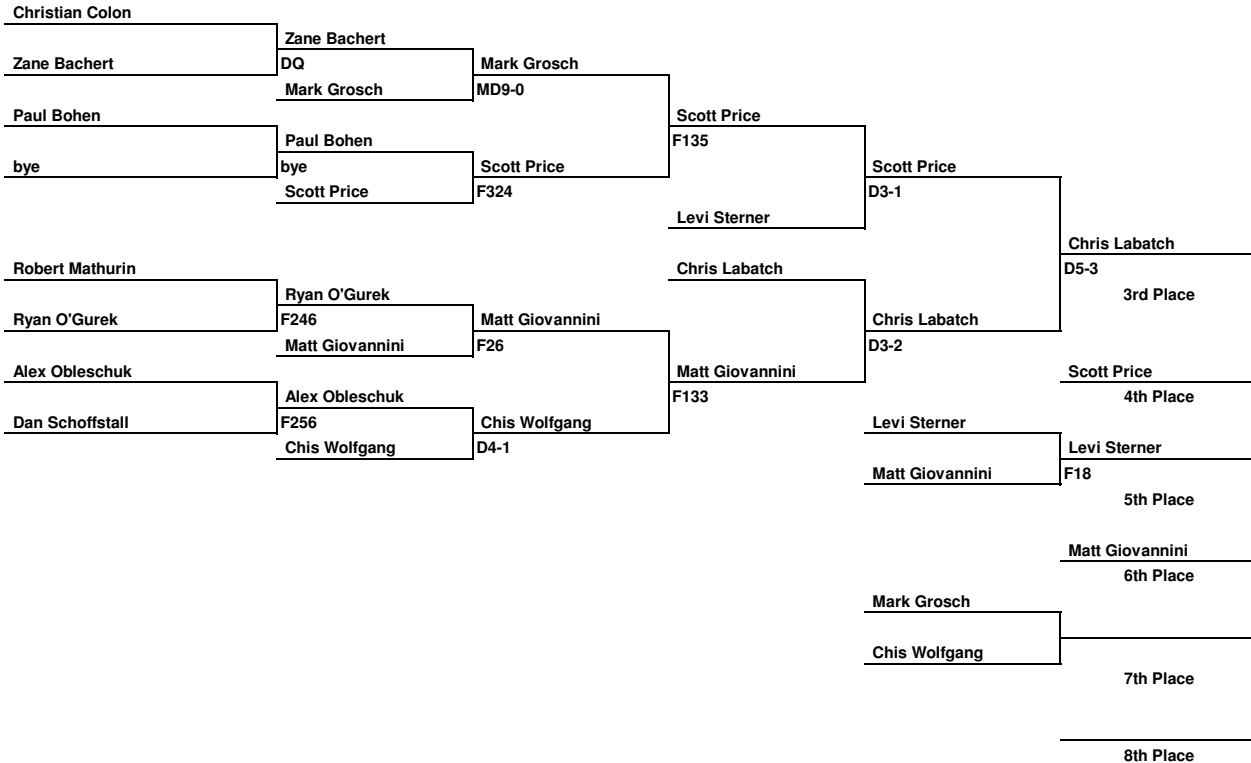 Christian Colon
Zane Bachert
Zane Bachert
DQ
Mark Grosch
Mark Grosch
MD9-0
Paul Bohen
Scott Price
Paul Bohen
F135
bye
bye
Scott Price
Scott Price
Scott Price
F324
D3-1
Levi Sterner
Chris Labatch
Robert Mathurin
Chris Labatch
D5-3
Ryan O'Gurek
3rd Place
Ryan O'Gurek
F246
Matt Giovannini
Chris Labatch
Matt Giovannini
F26
D3-2
Alex Obleschuk
Matt Giovannini
Scott Price
Alex Obleschuk
F133
4th Place
Dan Schoffstall
F256
Chis Wolfgang
Levi Sterner
Chis Wolfgang
D4-1
Levi Sterner
Matt Giovannini
F18
5th Place
Matt Giovannini
6th Place
Mark Grosch
Chis Wolfgang
7th Place
8th Place